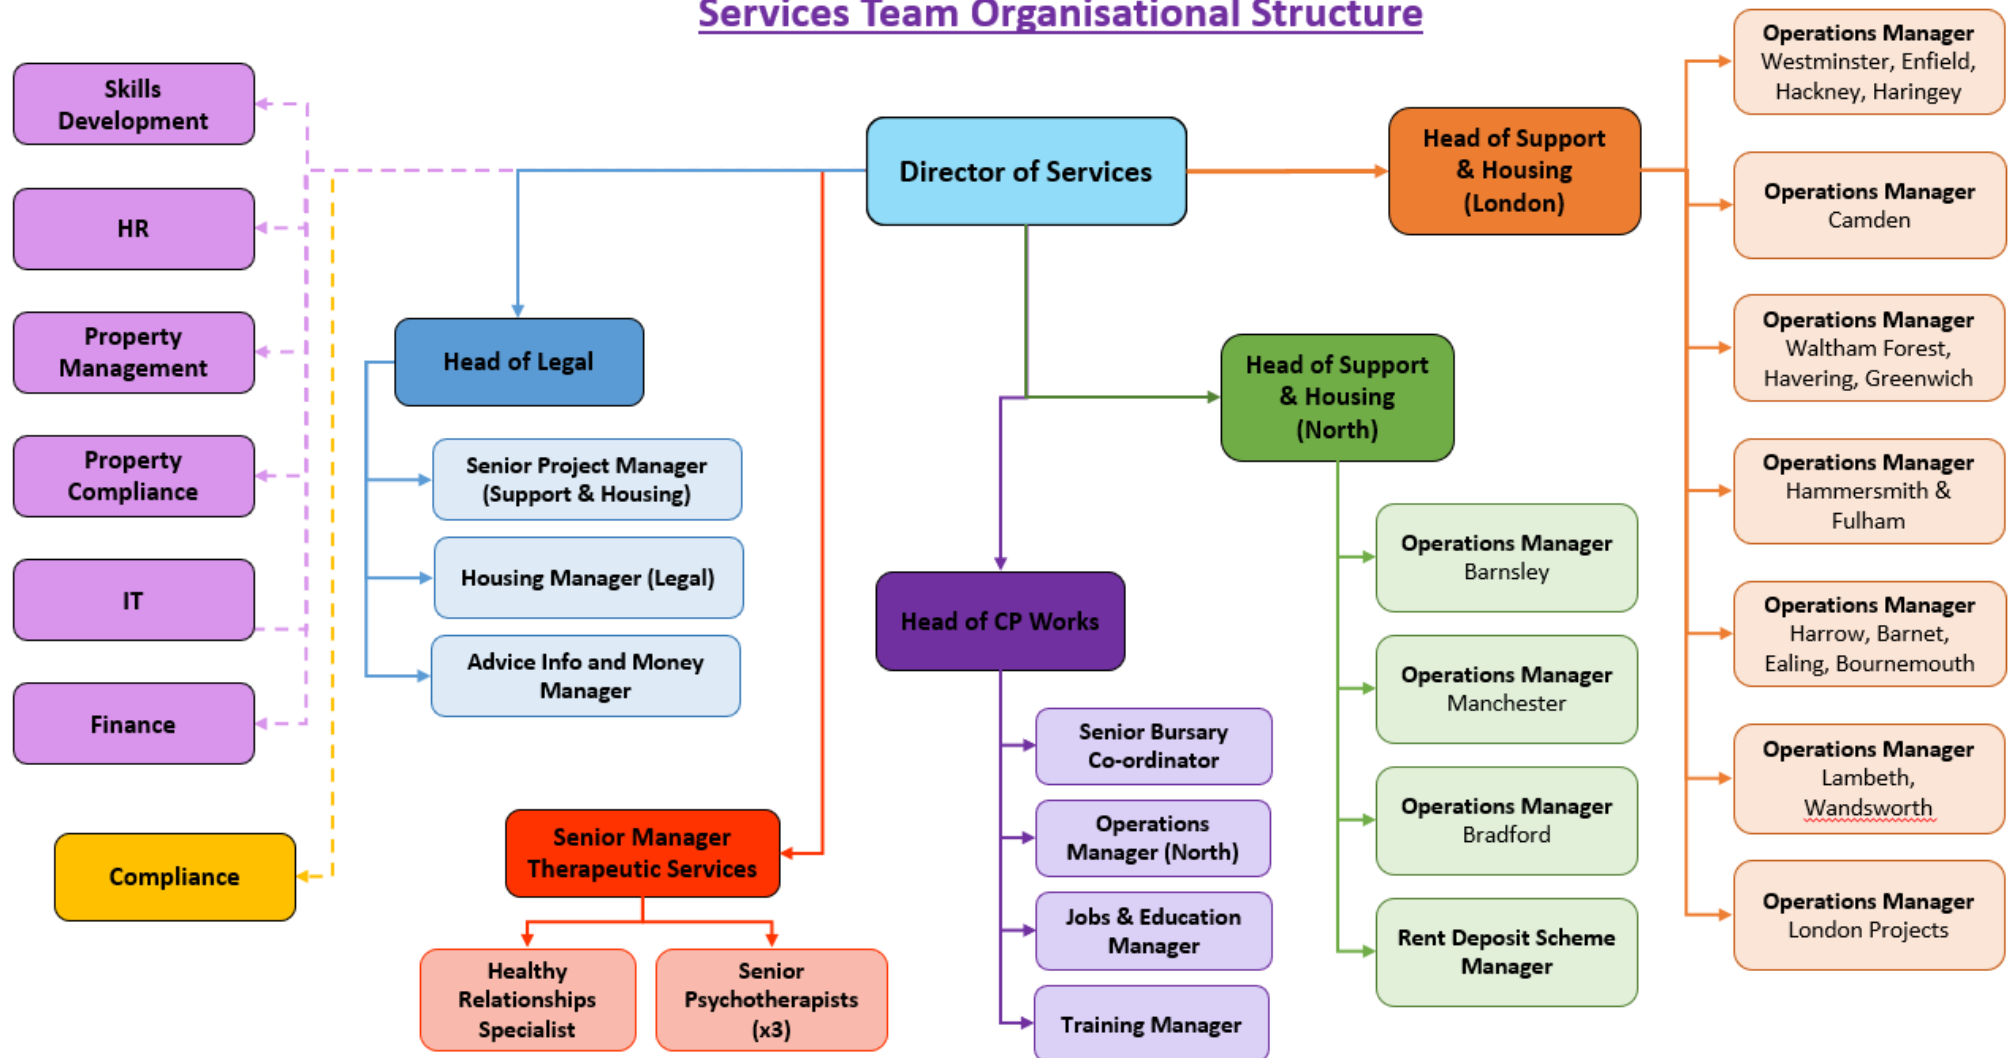 Services Team Organisational Structure
Skills
Development
HR
Property
Management
Property
Compliance
IT
Finance
Compliance
Director of Services
Head of Legal
Senior Project Manager
(Support & Housing)
Housing Manager (Legal)
Advice Info and Money
Manager
Senior Manager
Therapeutic Services
Healthy
Relationships
Specialist
Senior
Psychotherapists
(x3)
Head of CP Works
Senior Bursary
Co-ordinator
Operations
Manager (North)
Jobs & Education
Manager
Training Manager
Head of Support
& Housing
(North)
Operations Manager
Barnsley
Operations Manager
Manchester
Operations Manager
Bradford
Rent Deposit Scheme
Manager
Head of Support
& Housing
(London)
Operations Manager
Westminster, Enfield,
Hackney, Haringey
Operations Manager
Camden
Operations Manager
Waltham Forest,
Havering, Greenwich
Operations Manager
Hammersmith &
Fulham
Operations Manager
Harrow, Barnet,
Ealing, Bournemouth
Operations Manager
Lambeth,
Wandsworth
Operations Manager
London Projects